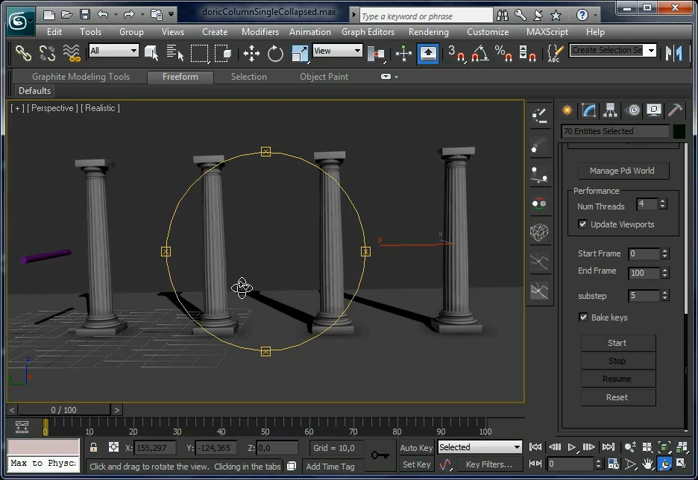 doricColumnSingleCollapsed.max
Type a keyword or phrase
Edit Tools Group Views Create Modifiers Animation Graph Editors Rendering Customize MAXScript Help
All
View
Create Selection Se
Graphite Modeling Tools Freeform Selection Object Paint
Defaults
[ + ] [ Perspective ] [ Realistic ]
70 Entities Selected
Manage Pdi World
Performance
Num Threads 4
Update Viewports
Start Frame 0
End Frame 100
substep 5
Bake keys
Start
Stop
Resume
Reset
y
x
z
0 / 100
0 10 20 30 40 50 60 70 80 90 100
X: 155,297 Y: -124,365 Z: 0,0 Grid = 10,0
Auto Key Selected
Max to Physc
Click and drag to rotate the view. Clicking in the tabs
Add Time Tag
Set Key Key Filters...
0